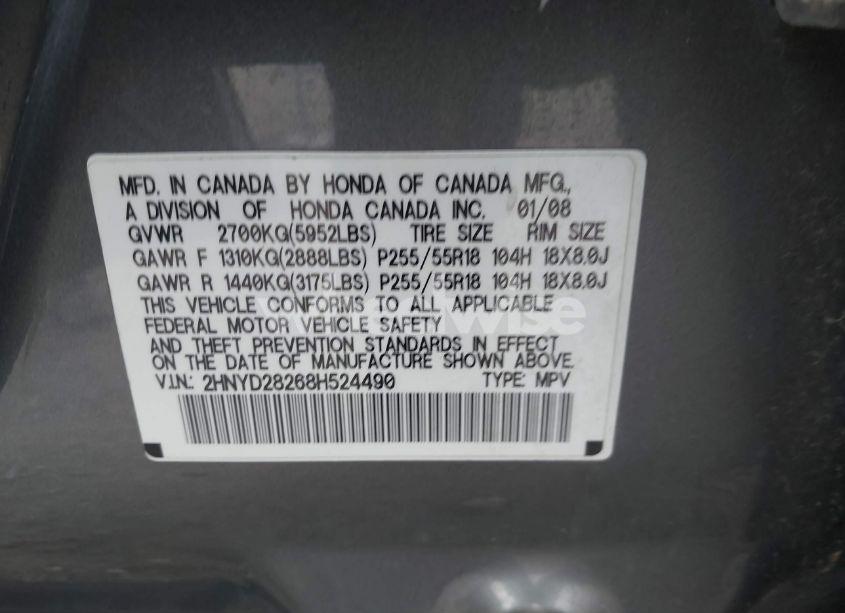 MFD. IN CANADA BY HONDA OF CANADA MFG.,
A DIVISION OF HONDA CANADA INC. 01/08
GVWR 2700KG(5952LBS) TIRE SIZE RIM SIZE
GAWR F 1310KG(2888LBS) P255/55R18 104H 18X8.0J
GAWR R 1440KG(3175LBS) P255/55R18 104H 18X8.0J
THIS VEHICLE CONFORMS TO ALL APPLICABLE
FEDERAL MOTOR VEHICLE SAFETY
AND THEFT PREVENTION STANDARDS IN EFFECT
ON THE DATE OF MANUFACTURE SHOWN ABOVE.
V.I.N.: 2HNYD28268H524490 TYPE: MPV